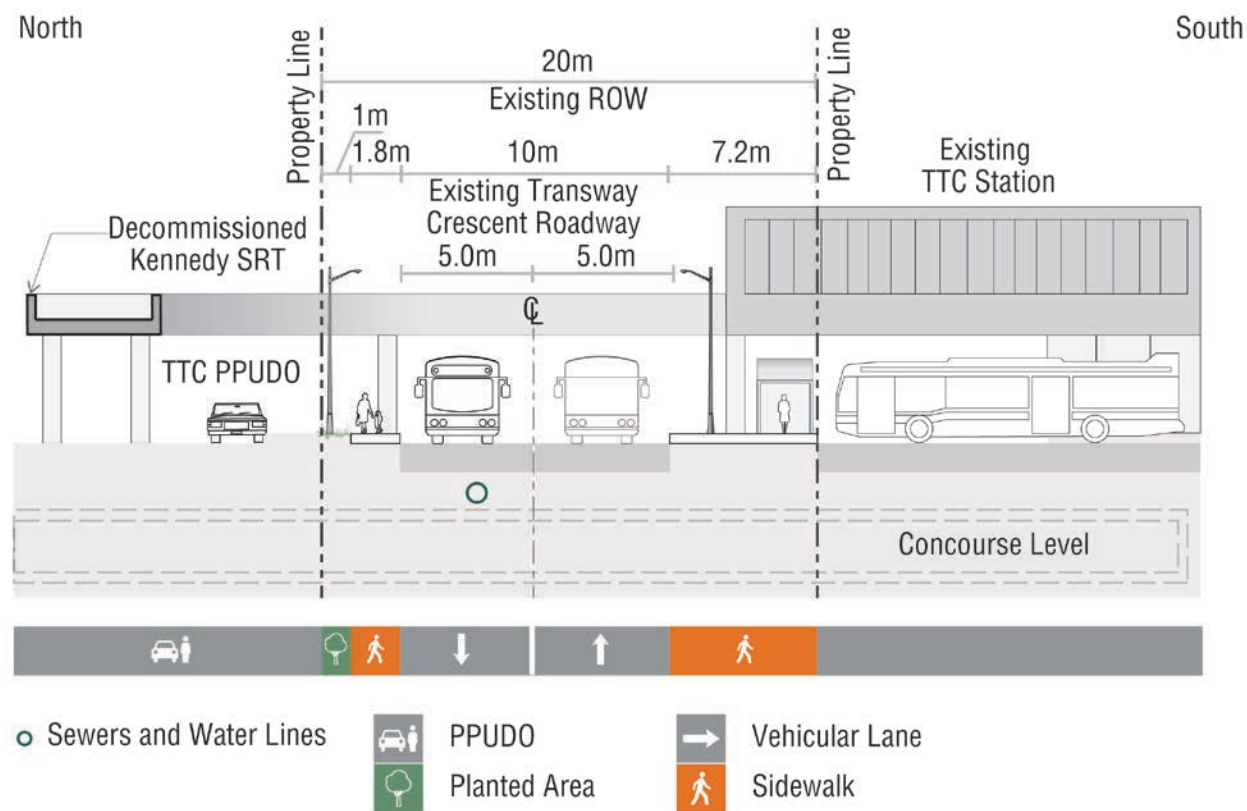 North
South
Property Line
20m
Existing ROW
Property Line
1m
1.8m
10m
7.2m
Existing
TTC Station
Existing Transway
Crescent Roadway
Decommissioned
Kennedy SRT
5.0m
5.0m
℄
TTC PPUDO
Concourse Level
Sewers and Water Lines
PPUDO
Vehicular Lane
Planted Area
Sidewalk